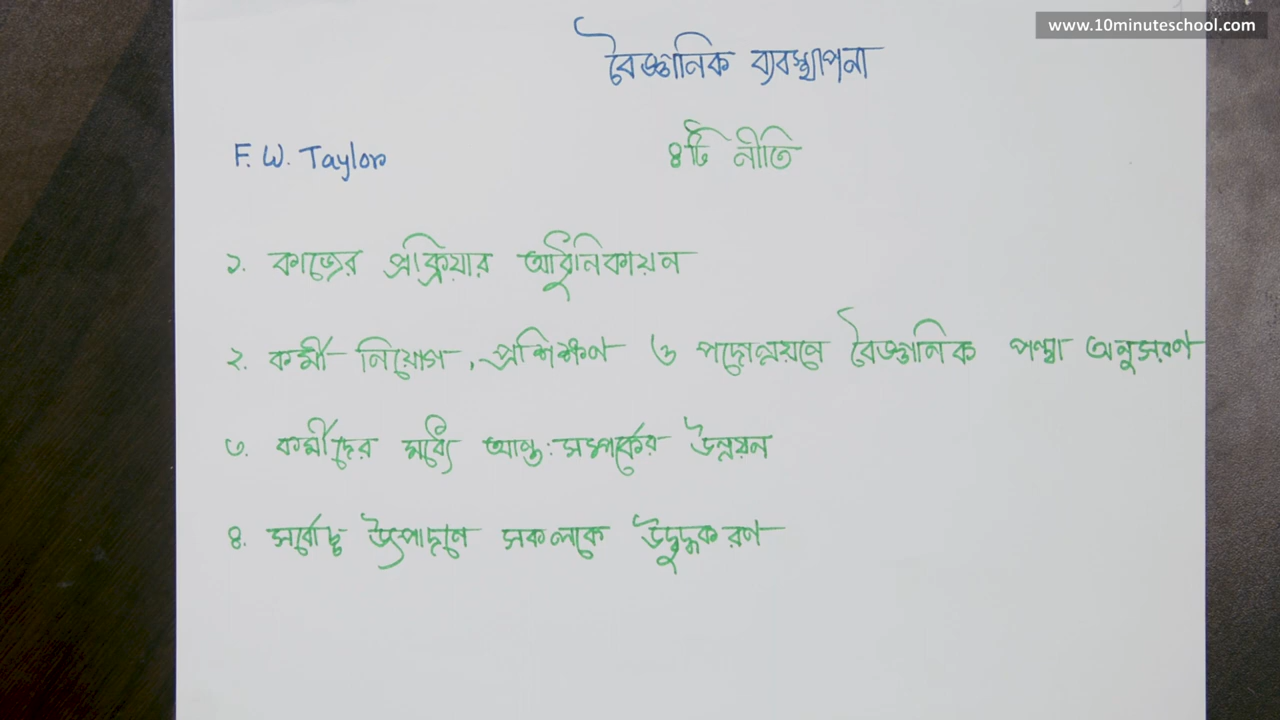 www.10minuteschool.com
বৈজ্ঞানিক ব্যবস্থাপনা
F. W. Taylor
৪টি নীতি
১. কাজের প্রক্রিয়ার আধুনিকায়ন
২. কর্মী নিয়োগ, প্রশিক্ষণ ও পদোন্নয়নে বৈজ্ঞানিক পন্থা অনুসরণ
৩. কর্মীদের মধ্যে আন্ত:সম্পর্কের উন্নয়ন
৪. সর্বোচ্চ উৎপাদনে সকলকে উদ্বুদ্ধকরণ